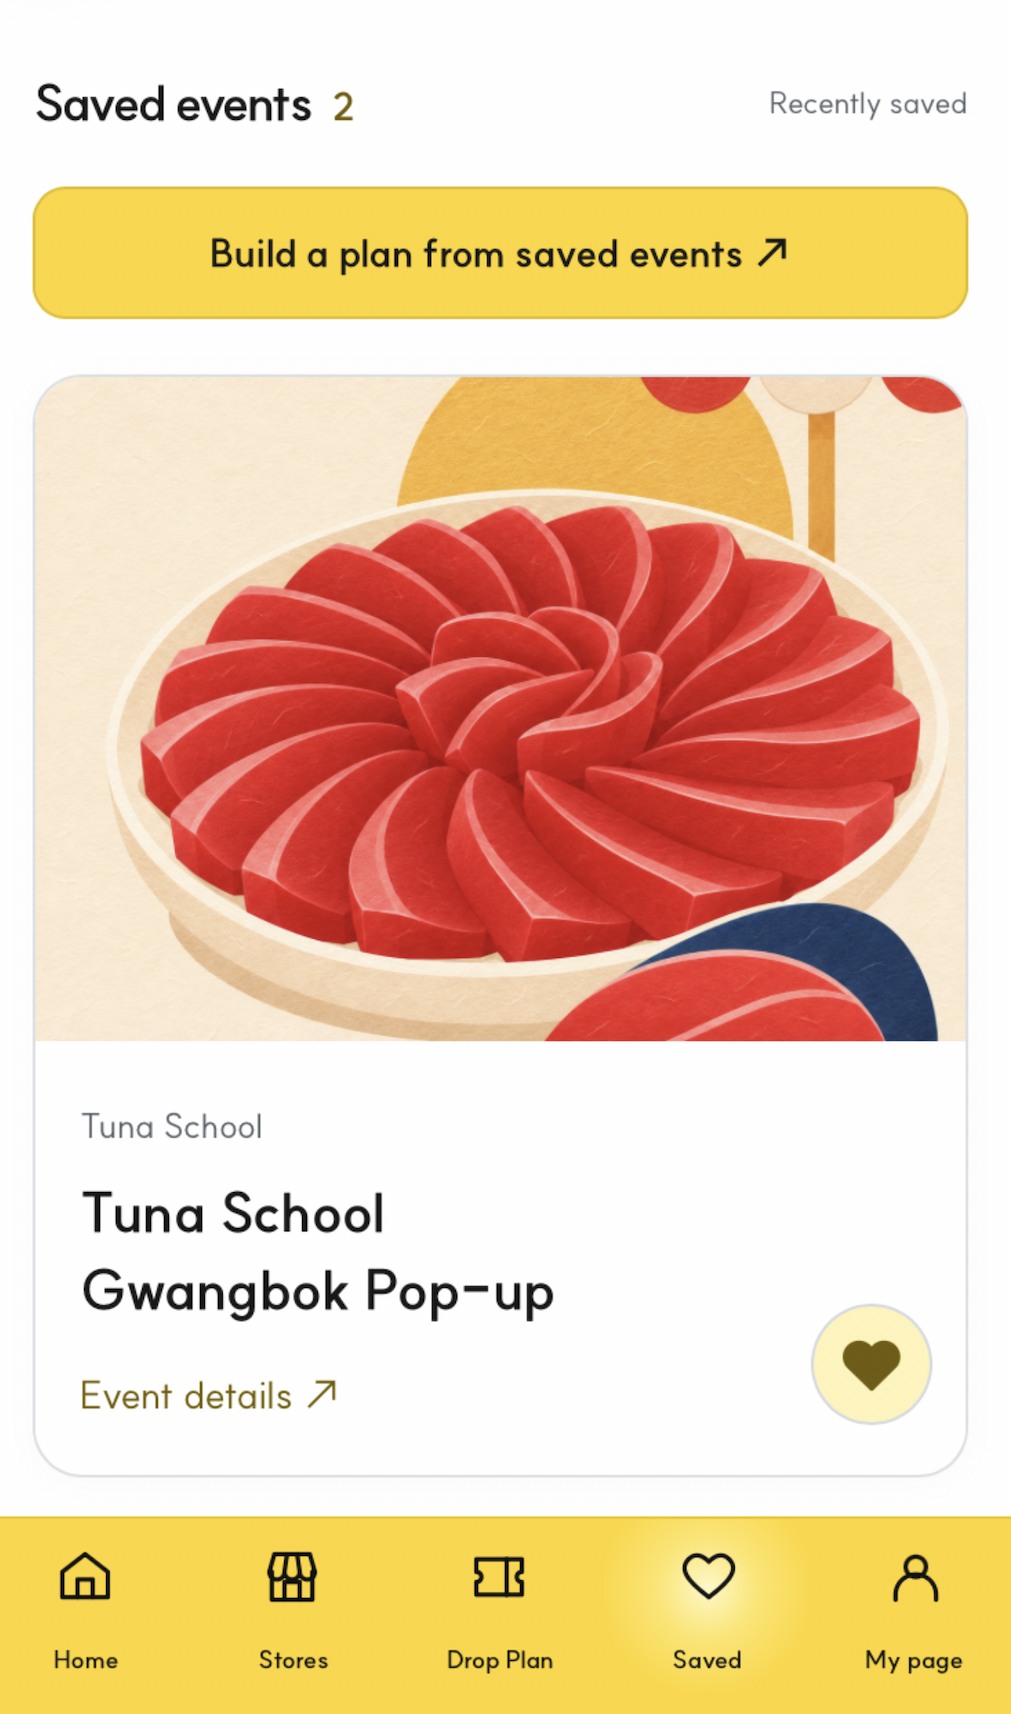 Saved events 2
Recently saved
Build a plan from saved events ↗
Tuna School
Tuna School
Gwangbok Pop-up
Event details ↗
Home
Stores
Drop Plan
Saved
My page